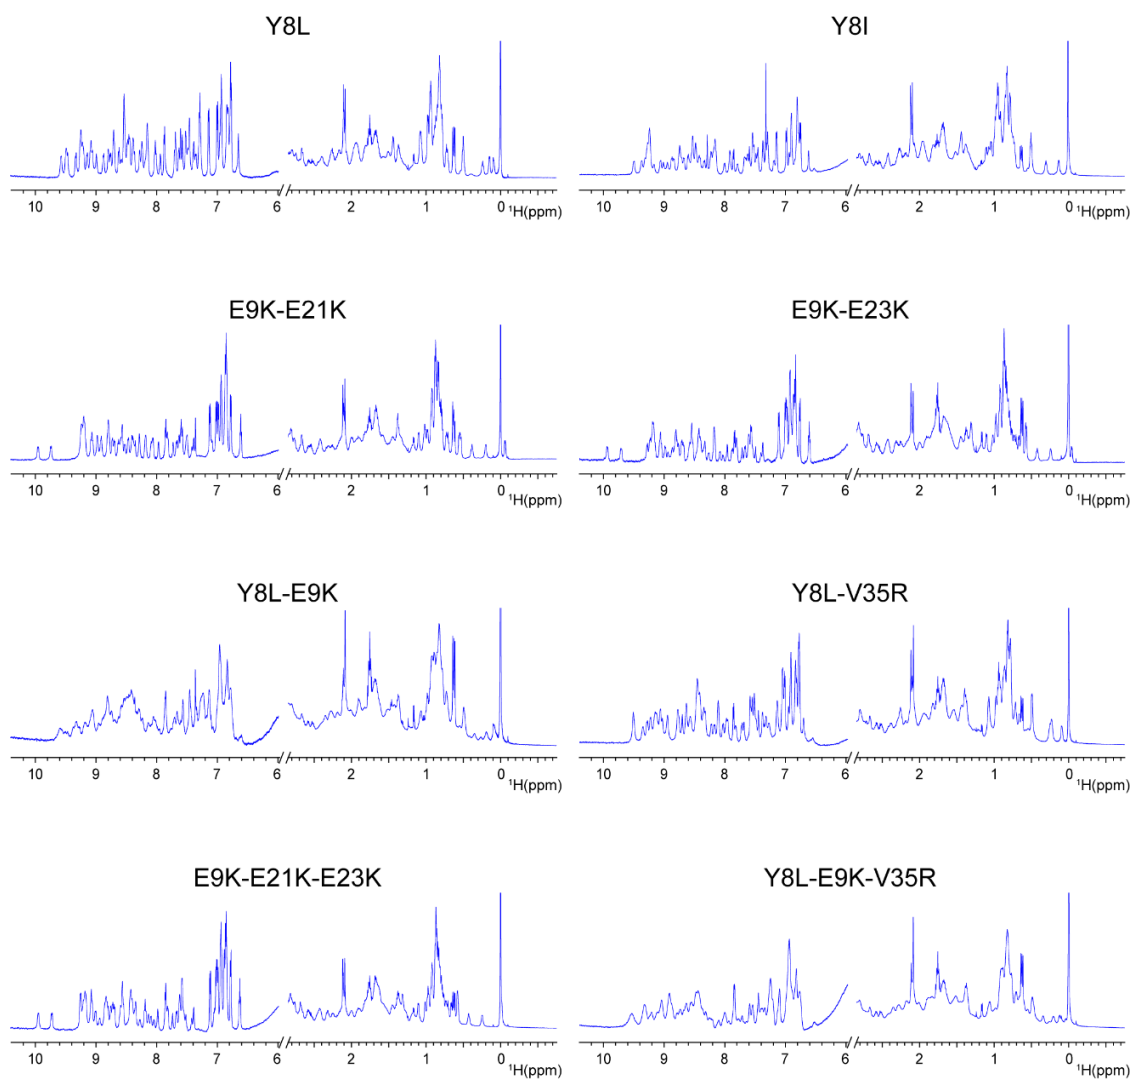 Y8L Y8I
10 9 8 7 6 2 1 0 ¹H(ppm) 10 9 8 7 6 2 1 0 ¹H(ppm)
E9K-E21K E9K-E23K
10 9 8 7 6 2 1 0 ¹H(ppm) 10 9 8 7 6 2 1 0 ¹H(ppm)
Y8L-E9K Y8L-V35R
10 9 8 7 6 2 1 0 ¹H(ppm) 10 9 8 7 6 2 1 0 ¹H(ppm)
E9K-E21K-E23K Y8L-E9K-V35R
10 9 8 7 6 2 1 0 ¹H(ppm) 10 9 8 7 6 2 1 0 ¹H(ppm)